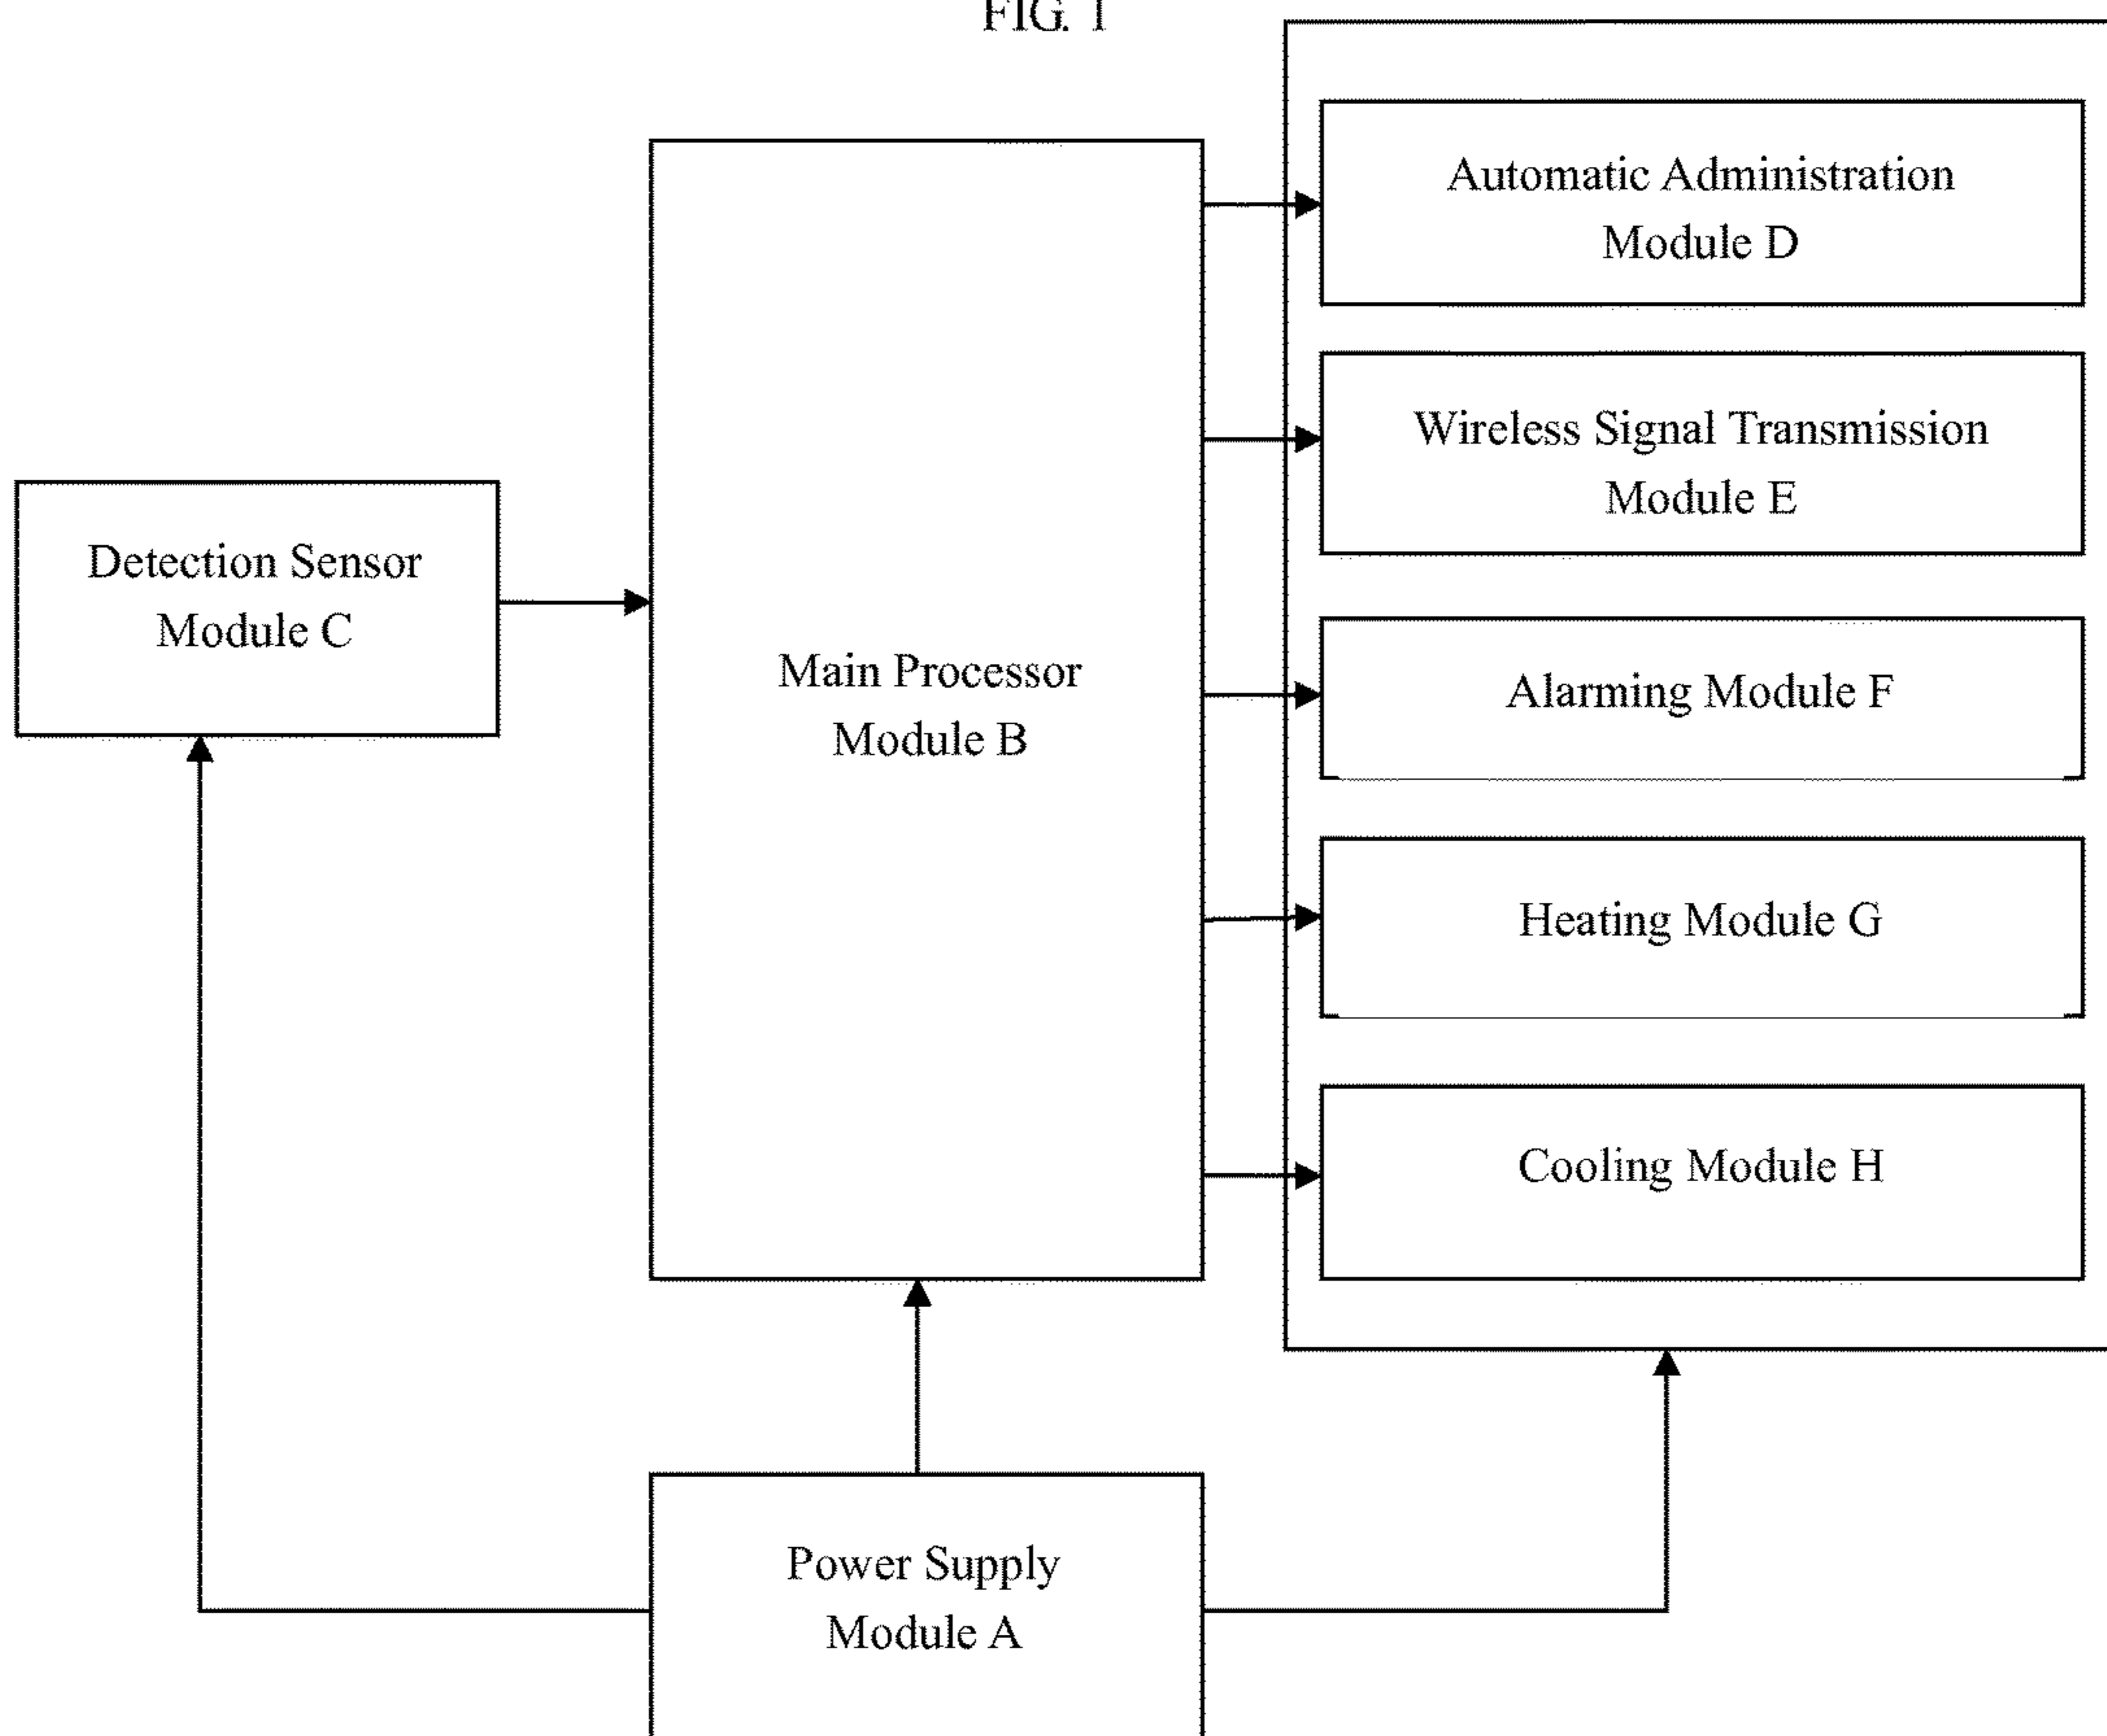 FIG. 1
Automatic Administration
Module D
Wireless Signal Transmission
Module E
Detection Sensor
Module C
Main Processor
Module B
Alarming Module F
Heating Module G
Cooling Module H
Power Supply
Module A